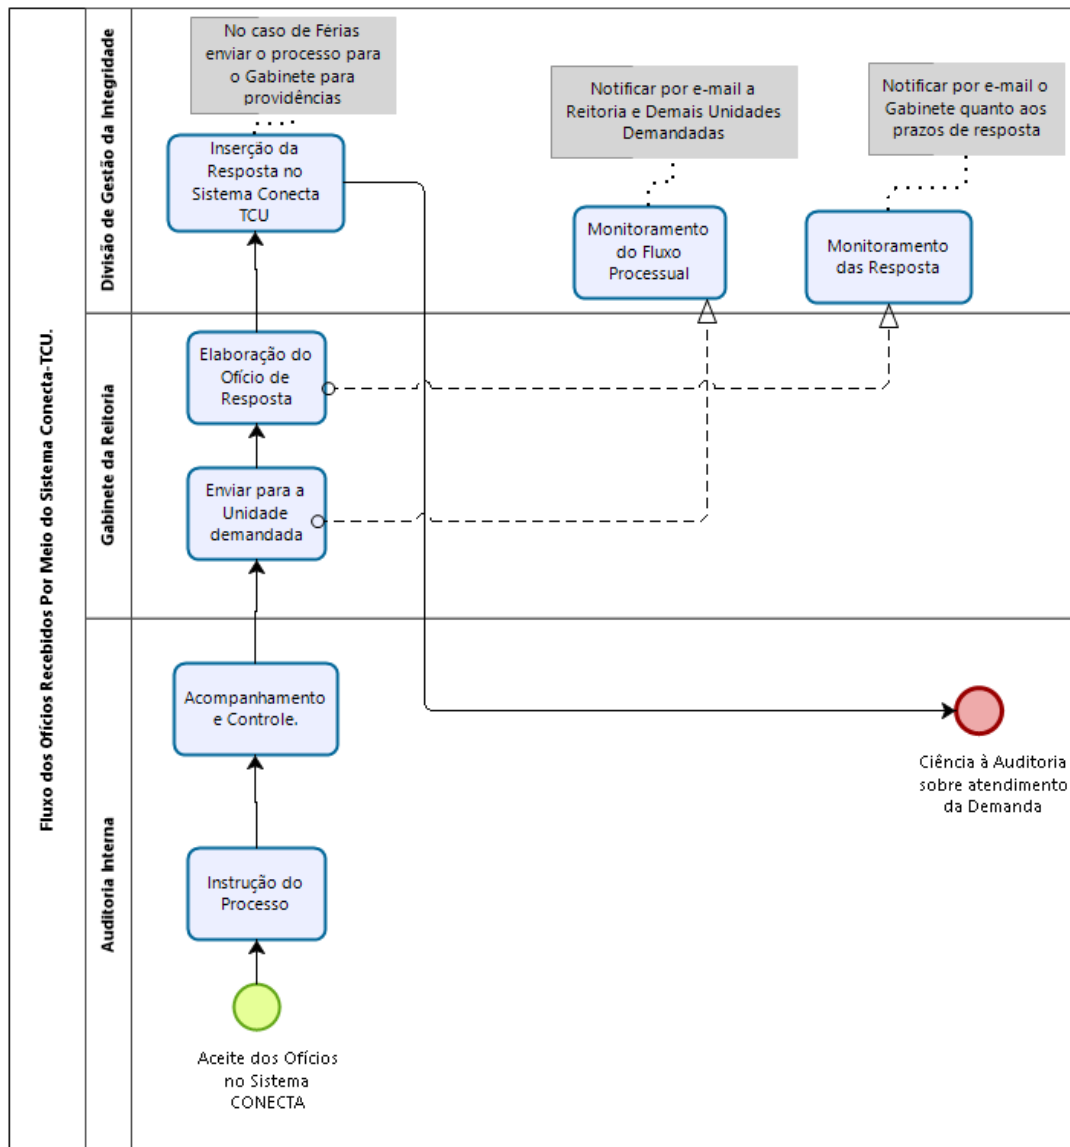 Fluxo dos Ofícios Recebidos Por Meio do Sistema Conecta-TCU.
Divisão de Gestão da Integridade
No caso de Férias
enviar o processo para
o Gabinete para
providências
Notificar por e-mail a
Reitoria e Demais Unidades
Demandadas
Notificar por e-mail o
Gabinete quanto aos
prazos de resposta
Inserção da
Resposta no
Sistema Conecta
TCU
Monitoramento
do Fluxo
Processual
Monitoramento
das Resposta
Gabinete da Reitoria
Elaboração do
Ofício de
Resposta
Enviar para a
Unidade
demandada
Auditoria Interna
Acompanhamento
e Controle.
Ciência à Auditoria
sobre atendimento
da Demanda
Instrução do
Processo
Aceite dos Ofícios
no Sistema
CONECTA